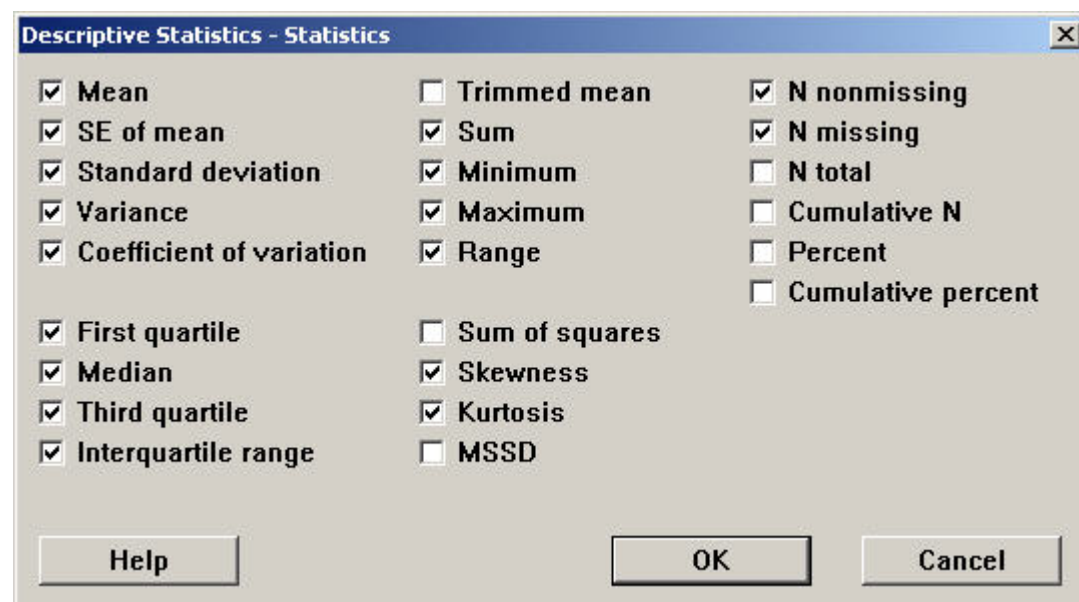 Descriptive Statistics - Statistics
Mean
SE of mean
Standard deviation
Variance
Coefficient of variation
First quartile
Median
Third quartile
Interquartile range
Trimmed mean
Sum
Minimum
Maximum
Range
Sum of squares
Skewness
Kurtosis
MSSD
N nonmissing
N missing
N total
Cumulative N
Percent
Cumulative percent
Help
OK
Cancel